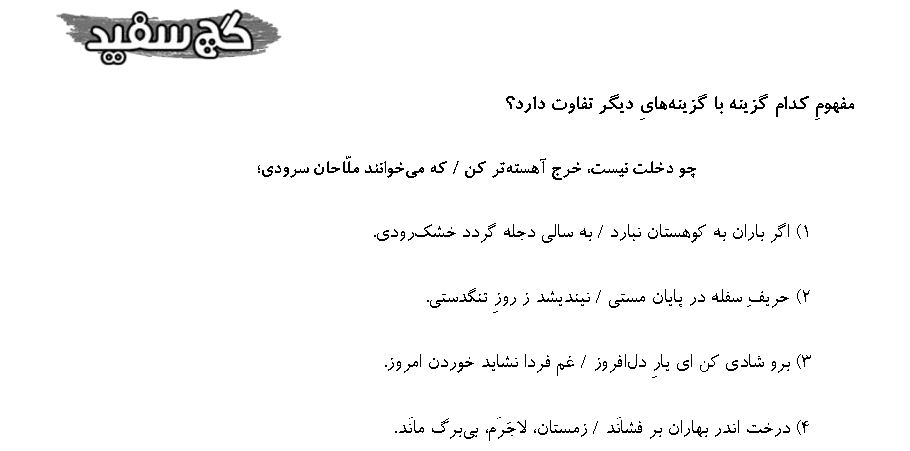 گچ سفید
مفهومِ کدام گزینه با گزینه‌هایِ دیگر تفاوت دارد؟
چو دخلت نیست، خرج آهسته‌تر کن / که می‌خوانند ملّاحان سرودی؛
۱) اگر باران به کوهستان نبارد / به سالی دجله گردد خشک‌رودی.
۲) حریفِ سفله در پایان مستی / نیندیشد ز روزِ تنگدستی.
۳) برو شادی کن ای یارِ دل‌افروز / غم فردا نشاید خوردن امروز.
۴) درخت اندر بهاران بر فشانَد / زمستان، لاجَرَم، بی‌برگ مانَد.